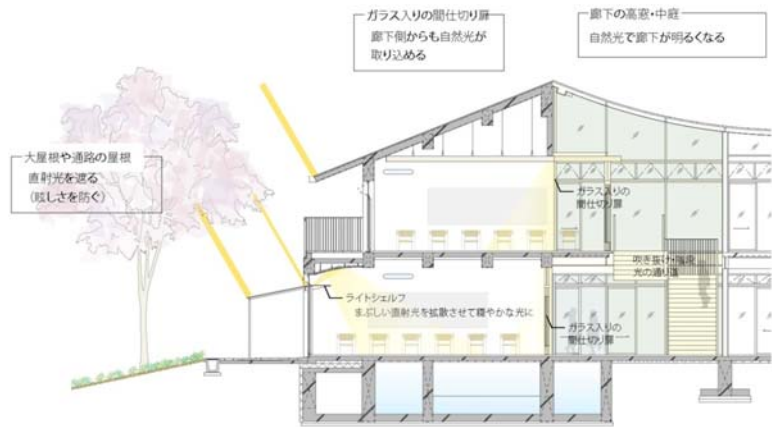 ガラス入りの間仕切り扉
廊下側からも自然光が
取り込める
廊下の高窓・中庭
自然光で廊下が明るくなる
大屋根や通路の屋根
直射光を遮る
(眩しさを防ぐ)
ガラス入りの
間仕切り扉
吹き抜け・階段
光の通り道
ライトシェルフ
まぶしい直射光を拡散させて穏やかな光に
ガラス入りの
間仕切り扉